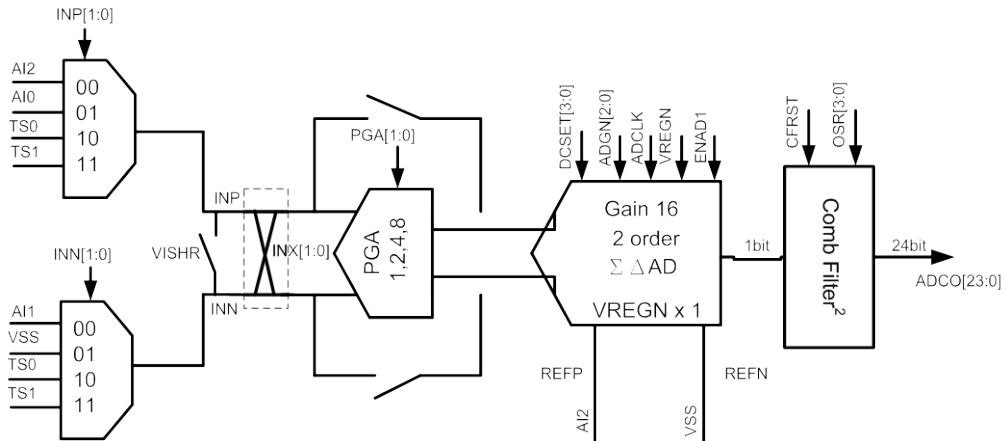 INP[1:0]
AI2
AI0
TS0
TS1
00
01
10
11
INN[1:0]
AI1
VSS
TS0
TS1
00
01
10
11
INP
VISHR
INN
INX[1:0]
PGA[1:0]
PGA
1,2,4,8
DCSET[3:0]
ADGN[2:0]
ADCLK
VREGN
ENAD1
Gain 16
2 order
Σ Δ AD
VREGN x 1
REFP
AI2
VSS
REFN
1bit
CFRST
OSR[3:0]
Comb Filter²
24bit
ADCO[23:0]